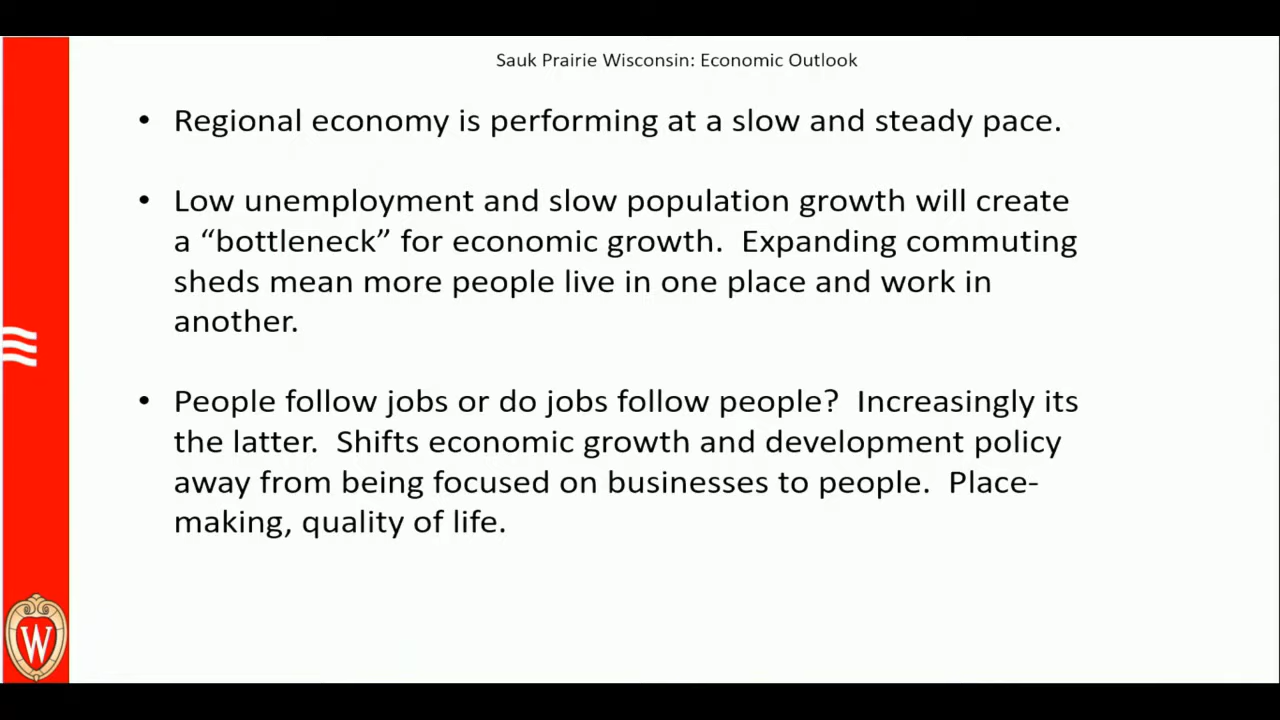 Sauk Prairie Wisconsin: Economic Outlook
• Regional economy is performing at a slow and steady pace.
• Low unemployment and slow population growth will create
a “bottleneck” for economic growth.  Expanding commuting
sheds mean more people live in one place and work in
another.
• People follow jobs or do jobs follow people?  Increasingly its
the latter.  Shifts economic growth and development policy
away from being focused on businesses to people.  Place-
making, quality of life.
W